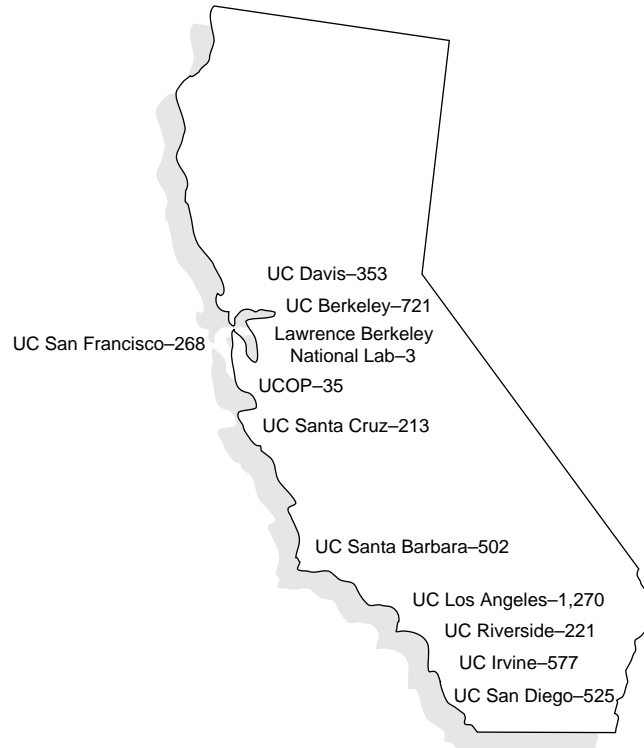 UC Davis–353
UC Berkeley–721
Lawrence Berkeley
National Lab–3
UC San Francisco–268
UCOP–35
UC Santa Cruz–213
UC Santa Barbara–502
UC Los Angeles–1,270
UC Riverside–221
UC Irvine–577
UC San Diego–525